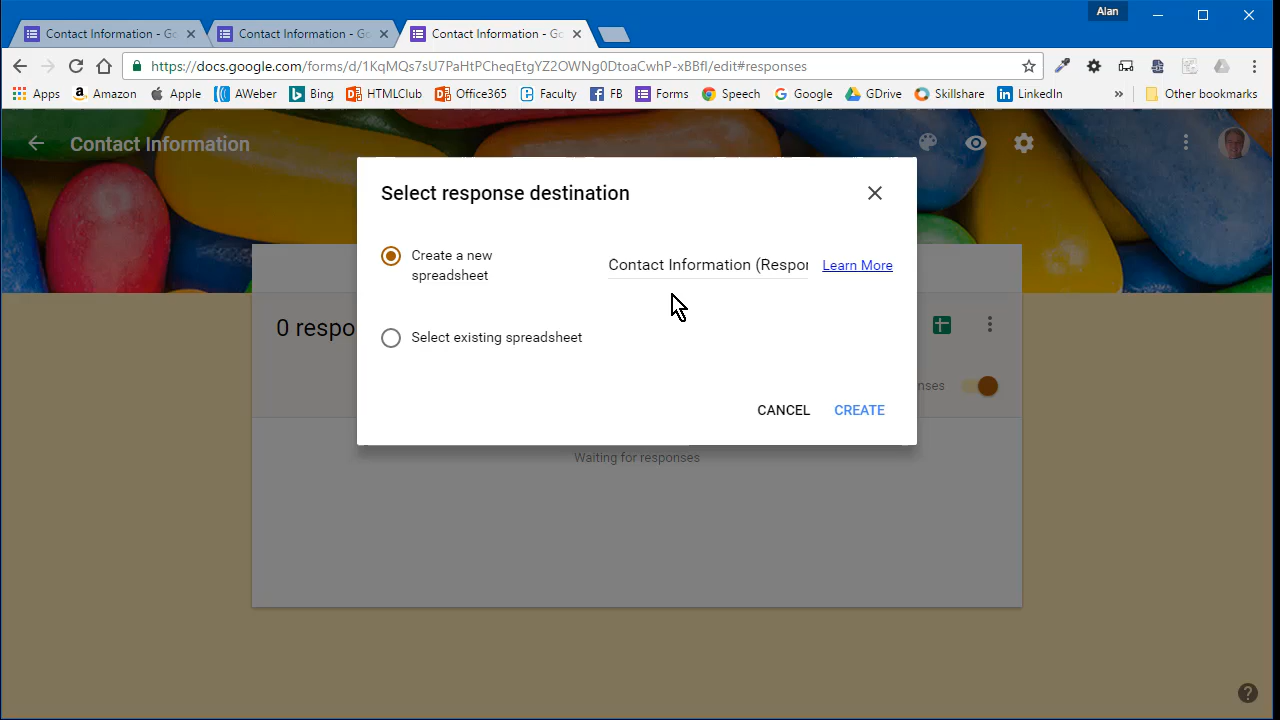 Alan
Contact Information - Go
Contact Information - Go
Contact Information - Go
https://docs.google.com/forms/d/1KqMQs7sU7PaHtPCheqEtgYZ2OWNg0DtoaCwhP-xBBfI/edit#responses
Apps Amazon Apple AWeber Bing HTMLClub Office365 Faculty FB Forms Speech Google GDrive Skillshare LinkedIn » Other bookmarks
Contact Information
Select response destination
Create a new
spreadsheet
Contact Information (Respor
Learn More
0 respo
Select existing spreadsheet
nses
CANCEL CREATE
Waiting for responses